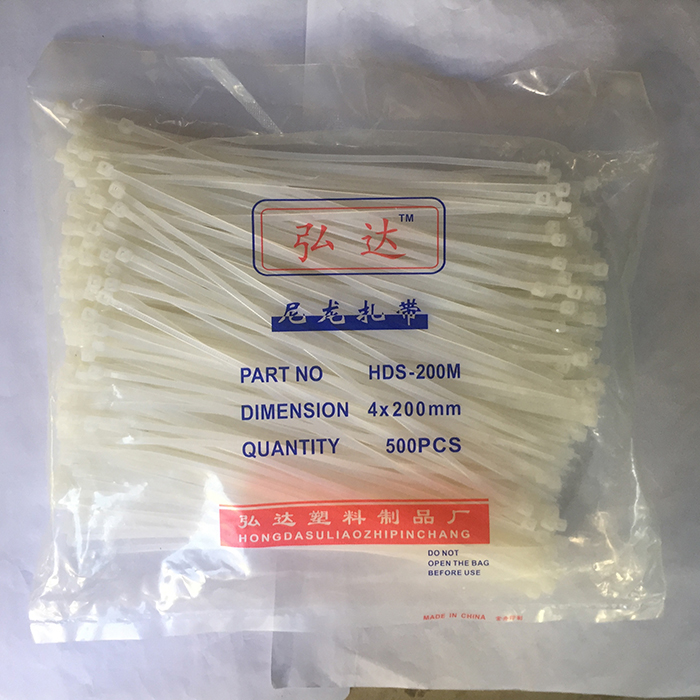 弘达™
尼龙扎带
PART NO HDS-200M
DIMENSION 4x200mm
QUANTITY 500PCS
弘达塑料制品厂
HONGDASULIAOZHIPINCHANG
DO NOT
OPEN THE BAG
BEFORE USE
MADE IN CHINA